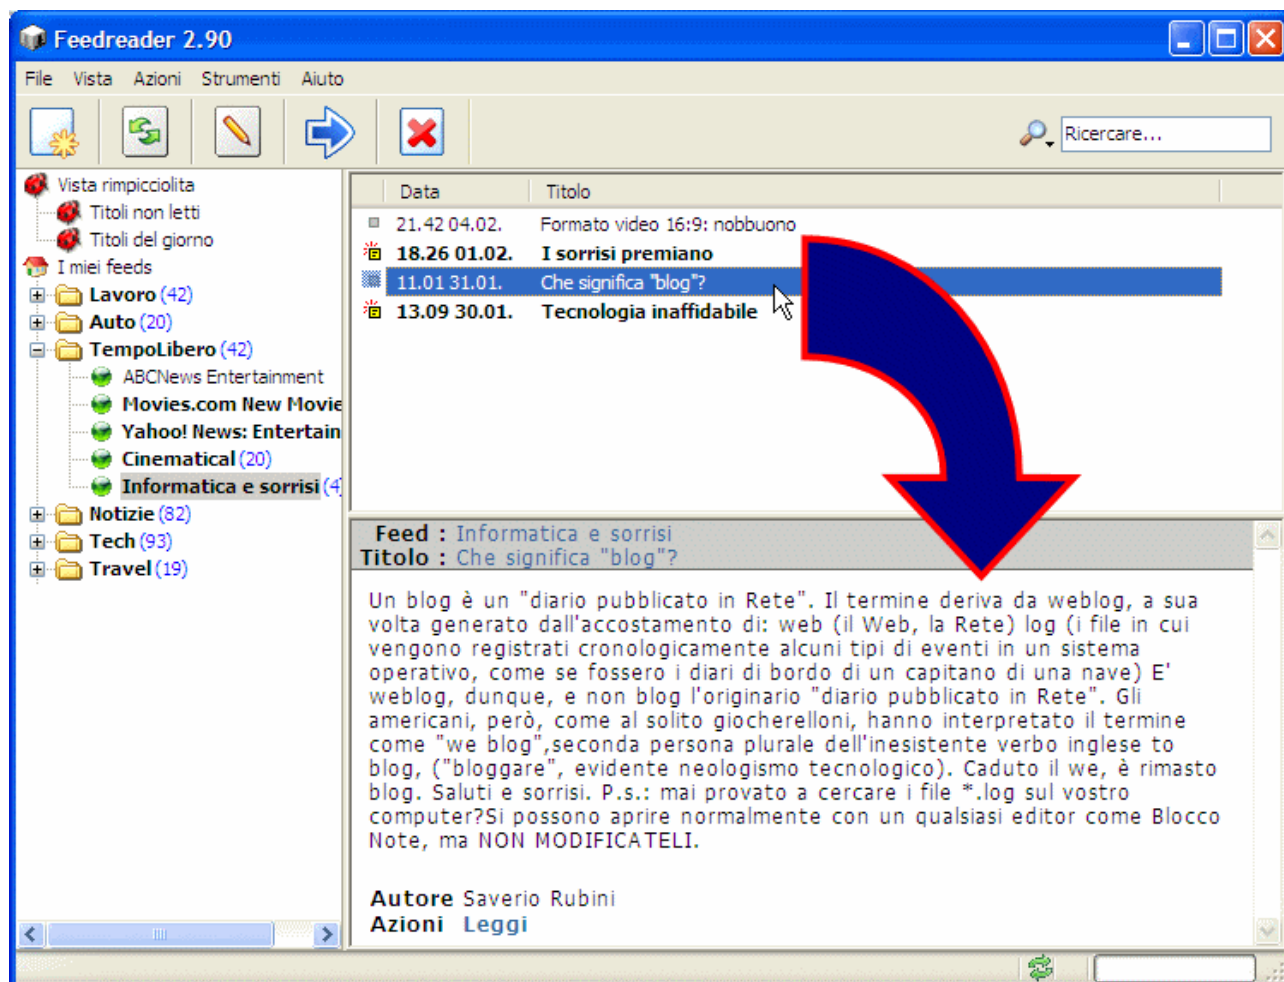 Feedreader 2.90
File Vista Azioni Strumenti Aiuto
Ricercare...
Vista rimpicciolita
Titoli non letti
Titoli del giorno
I miei feeds
Lavoro (42)
Auto (20)
TempoLibero (42)
ABCNews Entertainment
Movies.com New Movie
Yahoo! News: Entertain
Cinematical (20)
Informatica e sorrisi (4
Notizie (82)
Tech (93)
Travel (19)
Data Titolo
21.42 04.02. Formato video 16:9: nobbuono
18.26 01.02. I sorrisi premiano
11.01 31.01. Che significa "blog"?
13.09 30.01. Tecnologia inaffidabile
Feed : Informatica e sorrisi
Titolo : Che significa "blog"?
Un blog è un "diario pubblicato in Rete". Il termine deriva da weblog, a sua
volta generato dall'accostamento di: web (il Web, la Rete) log (i file in cui
vengono registrati cronologicamente alcuni tipi di eventi in un sistema
operativo, come se fossero i diari di bordo di un capitano di una nave) E'
weblog, dunque, e non blog l'originario "diario pubblicato in Rete". Gli
americani, però, come al solito giocherelloni, hanno interpretato il termine
come "we blog",seconda persona plurale dell'inesistente verbo inglese to
blog, ("bloggare", evidente neologismo tecnologico). Caduto il we, è rimasto
blog. Saluti e sorrisi. P.s.: mai provato a cercare i file *.log sul vostro
computer?Si possono aprire normalmente con un qualsiasi editor come Blocco
Note, ma NON MODIFICATELI.
Autore Saverio Rubini
Azioni Leggi